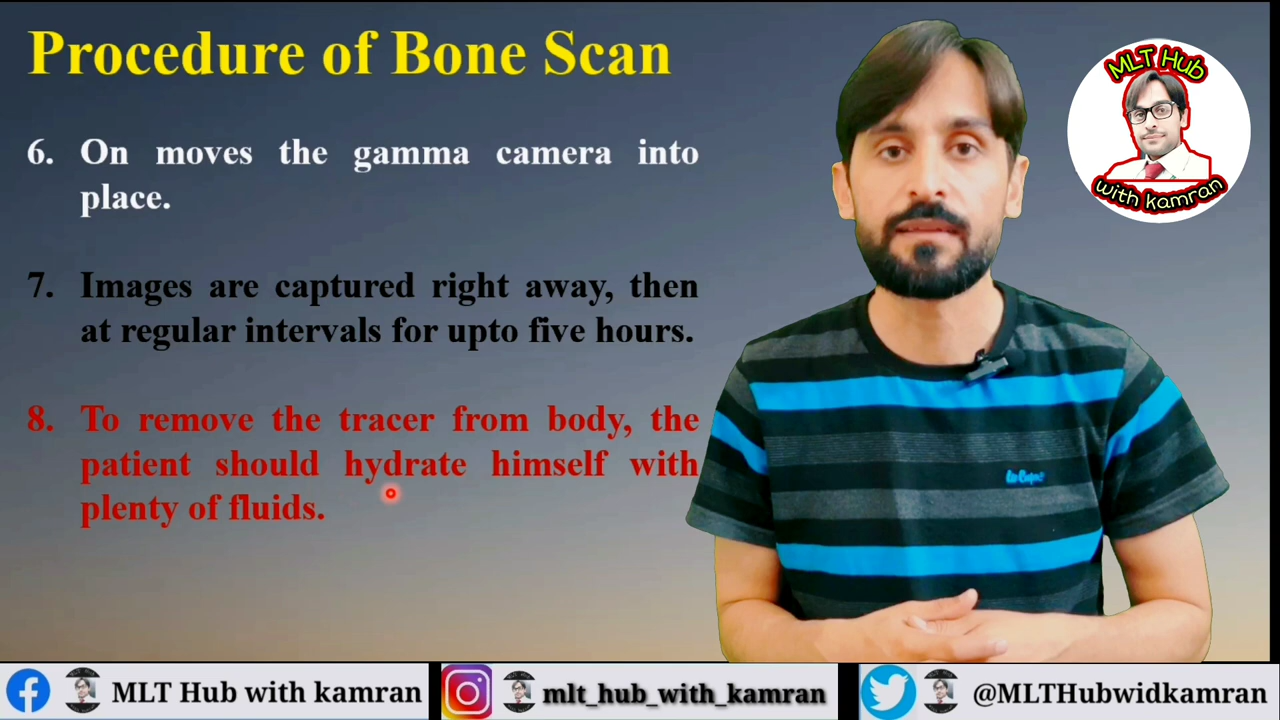 Procedure of Bone Scan
6. On moves the gamma camera into
place.
7. Images are captured right away, then
at regular intervals for upto five hours.
8. To remove the tracer from body, the
patient should hydrate himself with
plenty of fluids.
MLT Hub
with kamran
MLT Hub with kamran
mlt_hub_with_kamran
@MLTHubwidkamran